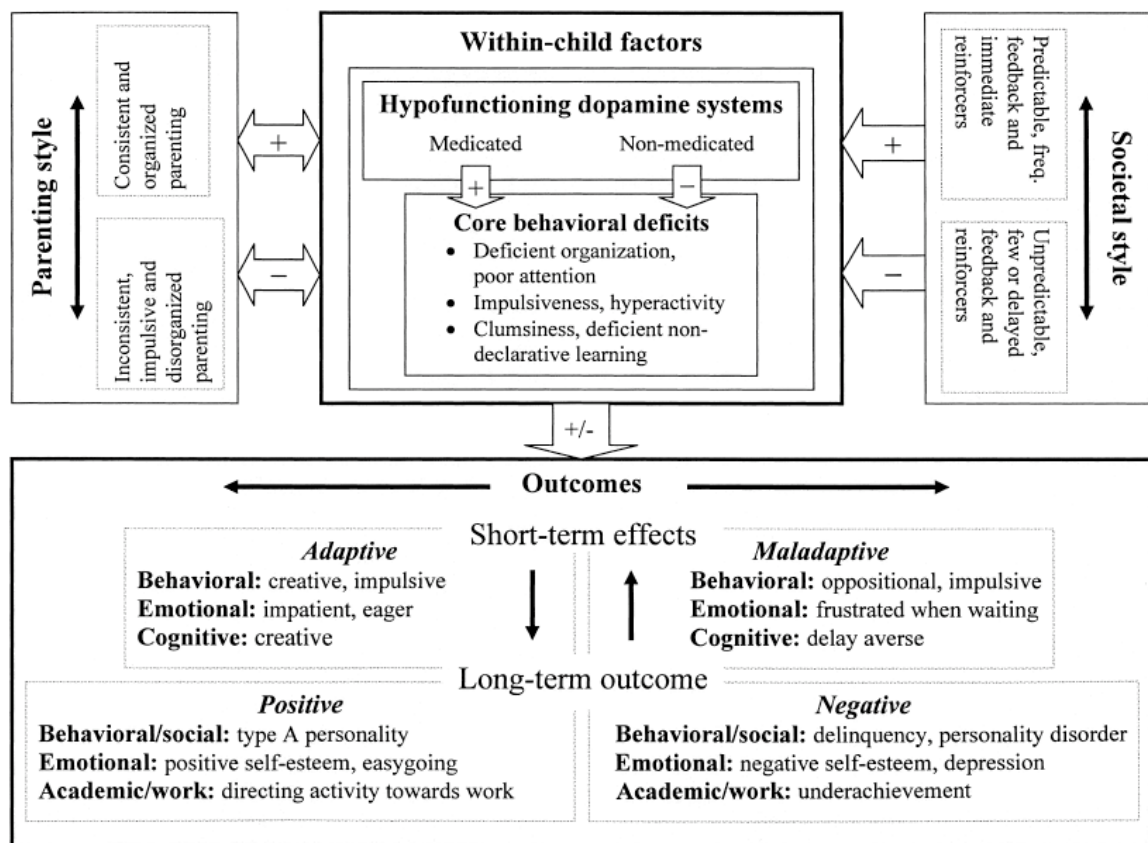 Parenting style
Consistent and
organized
parenting
Inconsistent,
impulsive and
disorganized
parenting
+
−
Within-child factors
Hypofunctioning dopamine systems
Medicated
Non-medicated
+
−
Core behavioral deficits
• Deficient organization,
poor attention
• Impulsiveness, hyperactivity
• Clumsiness, deficient non-
declarative learning
+
−
Predictable, freq.
feedback and
immediate
reinforcers
Unpredictable,
few or delayed
feedback and
reinforcers
Societal style
+/-
Outcomes
Short-term effects
Adaptive
Behavioral: creative, impulsive
Emotional: impatient, eager
Cognitive: creative
Maladaptive
Behavioral: oppositional, impulsive
Emotional: frustrated when waiting
Cognitive: delay averse
Long-term outcome
Positive
Behavioral/social: type A personality
Emotional: positive self-esteem, easygoing
Academic/work: directing activity towards work
Negative
Behavioral/social: delinquency, personality disorder
Emotional: negative self-esteem, depression
Academic/work: underachievement